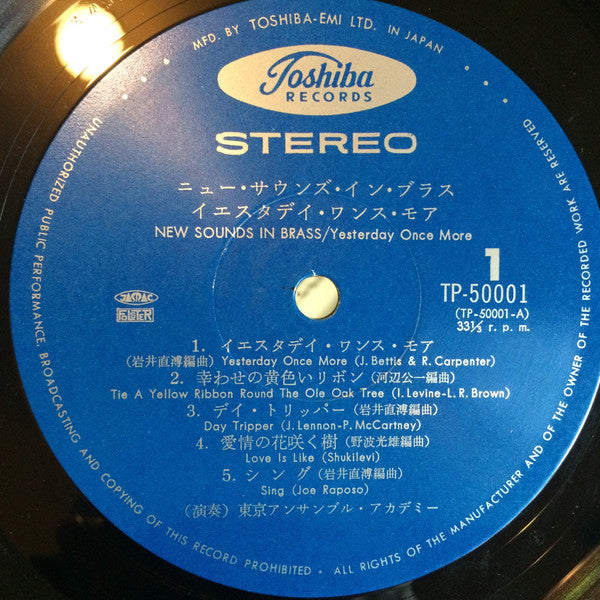 MFD. BY TOSHIBA-EMI LTD. IN JAPAN
Toshiba
RECORDS
STEREO
ニュー・サウンズ・イン・ブラス
イエスタデイ・ワンス・モア
NEW SOUNDS IN BRASS/Yesterday Once More
1
TP-50001
(TP-50001-A)
33⅓ r. p. m.
JASRAC
1. イエスタデイ・ワンス・モア
(岩井直溥編曲) Yesterday Once More (J. Bettis & R. Carpenter)
2. 幸わせの黄色いリボン (河辺公一編曲)
Tie A Yellow Ribbon Round The Ole Oak Tree (I. Levine-L. R. Brown)
3. デイ・トリッパー (岩井直溥編曲)
Day Tripper (J. Lennon-P. McCartney)
4. 愛情の花咲く樹 (野波光雄編曲)
Love Is Like (Shukilevi)
5. シング (岩井直溥編曲)
Sing (Joe Raposo)
(演奏) 東京アンサンブル・アカデミー
UNAUTHORIZED PUBLIC PERFORMANCE, BROADCASTING AND COPYING OF THIS RECORD PROHIBITED • ALL RIGHTS OF THE MANUFACTURER AND OF THE OWNER OF THE RECORDED WORK ARE RESERVED